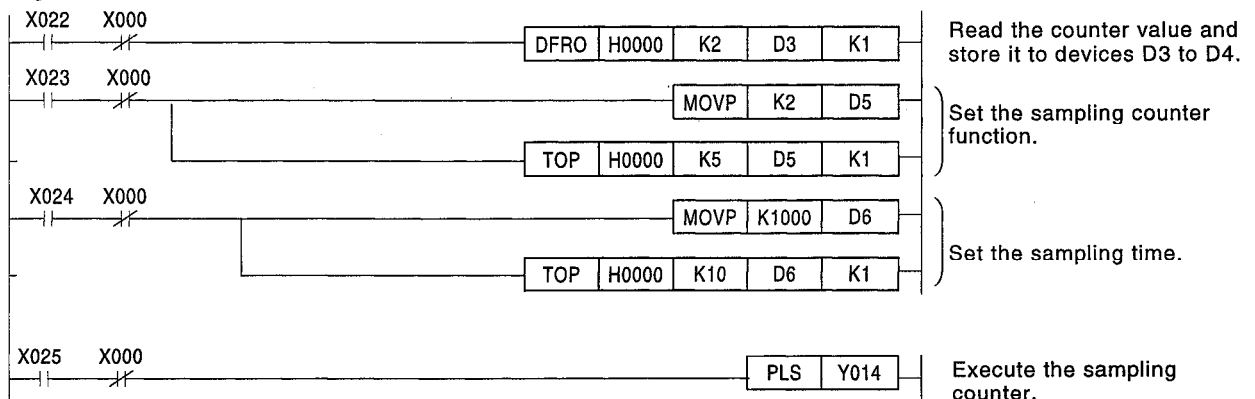 X022 X000
DFRO H0000 K2 D3 K1
Read the counter value and
store it to devices D3 to D4.
X023 X000
MOVP K2 D5
TOP H0000 K5 D5 K1
Set the sampling counter
function.
X024 X000
MOVP K1000 D6
TOP H0000 K10 D6 K1
Set the sampling time.
X025 X000
PLS Y014
Execute the sampling
counter.